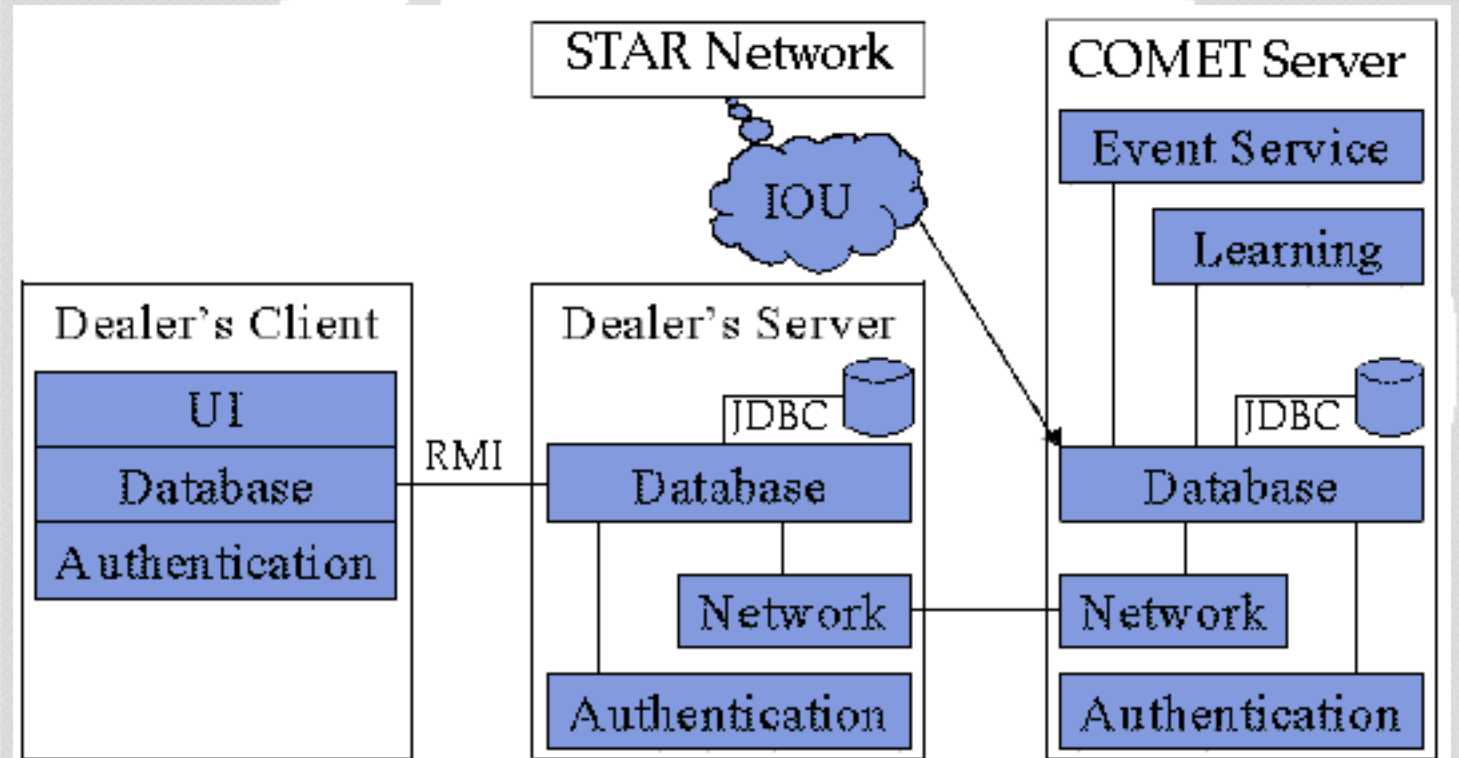 STAR Network
IOU
COMET Server
Event Service
Learning
JDBC
Database
Network
Authentication
Dealer's Client
UI
Database
Authentication
RMI
Dealer's Server
JDBC
Database
Network
Authentication